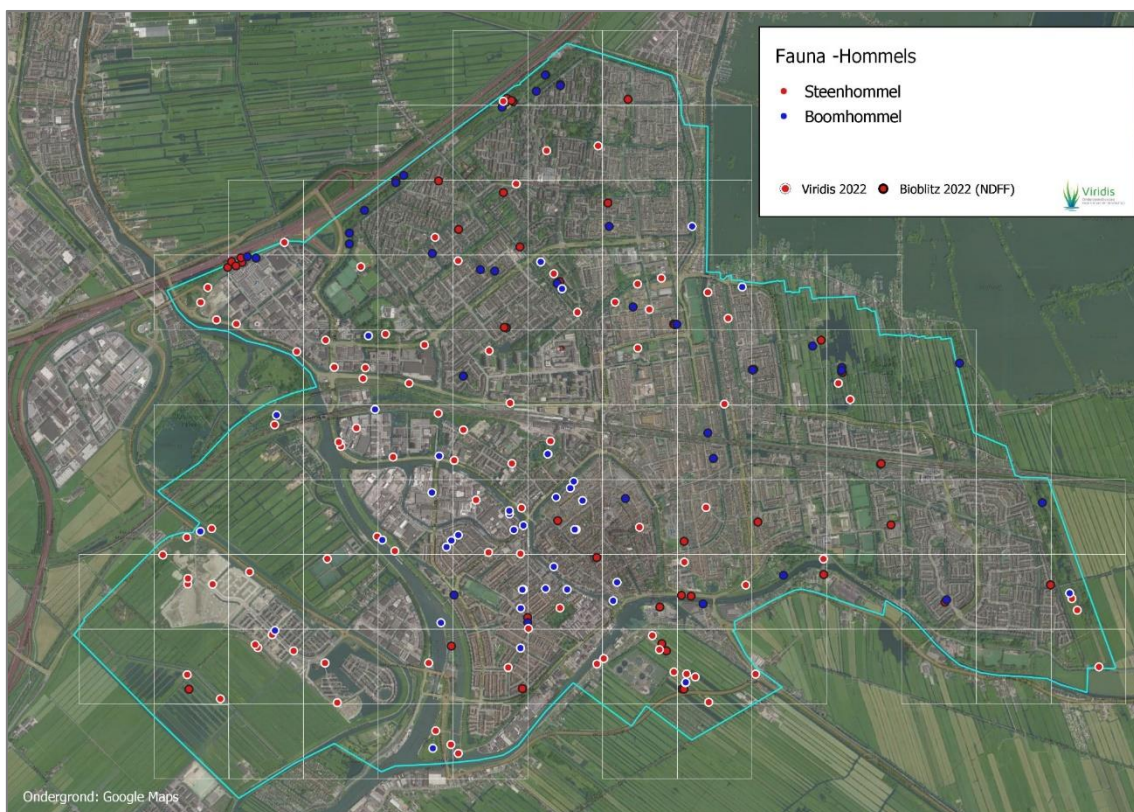 Fauna -Hommels
Steenhommel
Boomhommel
Viridis 2022
Bioblitz 2022 (NDFF)
Viridis
Ondergrond: Google Maps